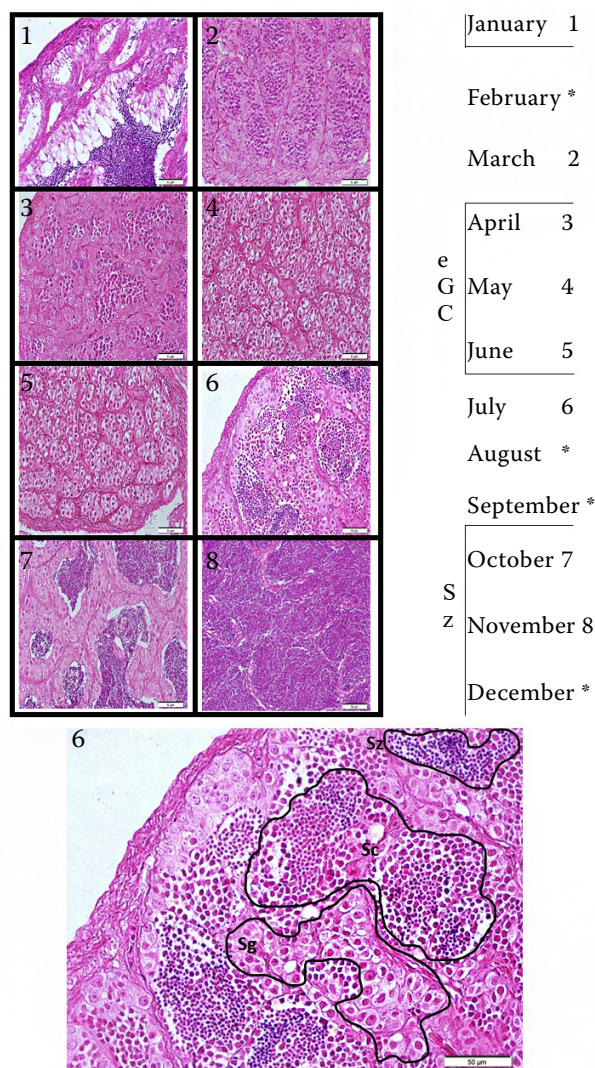 1
2
3
4
5
6
7
8
January 1
February *
March 2
April 3
May 4
June 5
July 6
August *
September *
October 7
November 8
December *
e
G
C
S
z
6
Sz
Sc
Sg
50 µm